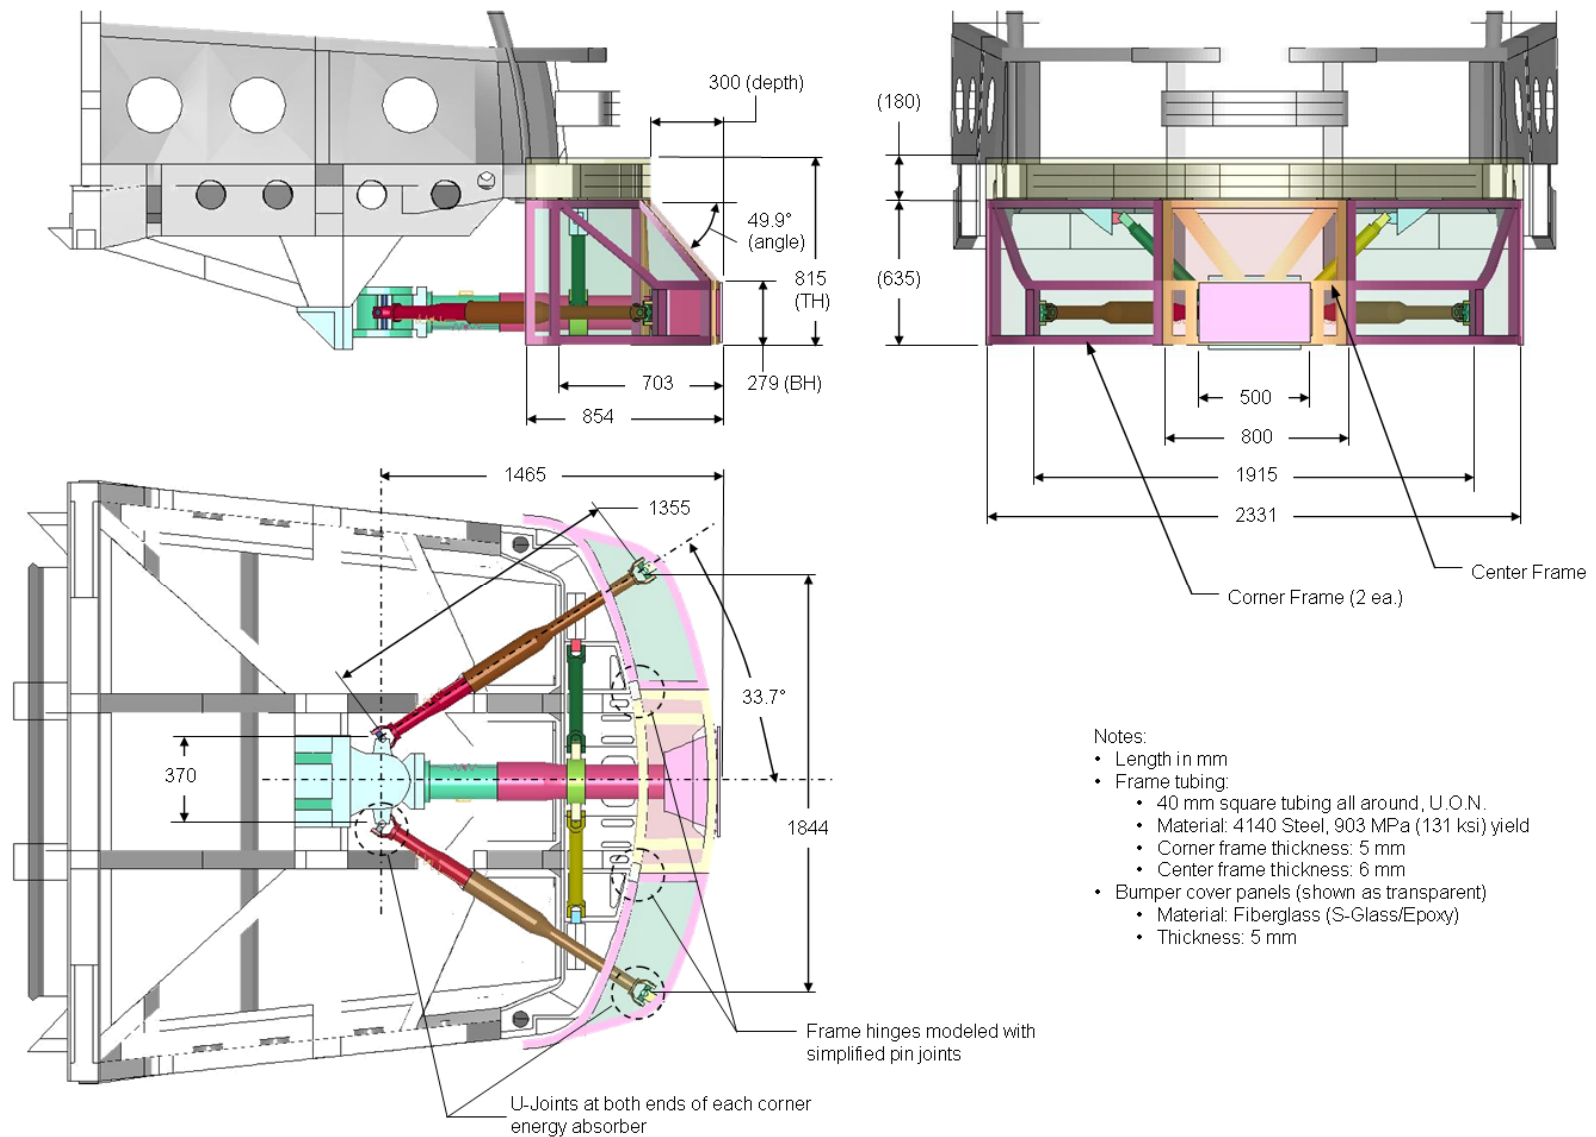 300 (depth)
49.9°
(angle)
815
(TH)
703
279 (BH)
854
(180)
(635)
500
800
1915
2331
Center Frame
Corner Frame (2 ea.)
1465
1355
33.7°
370
1844
Frame hinges modeled with
simplified pin joints
U-Joints at both ends of each corner
energy absorber
Notes:
• Length in mm
• Frame tubing:
• 40 mm square tubing all around, U.O.N.
• Material: 4140 Steel, 903 MPa (131 ksi) yield
• Corner frame thickness: 5 mm
• Center frame thickness: 6 mm
• Bumper cover panels (shown as transparent)
• Material: Fiberglass (S-Glass/Epoxy)
• Thickness: 5 mm